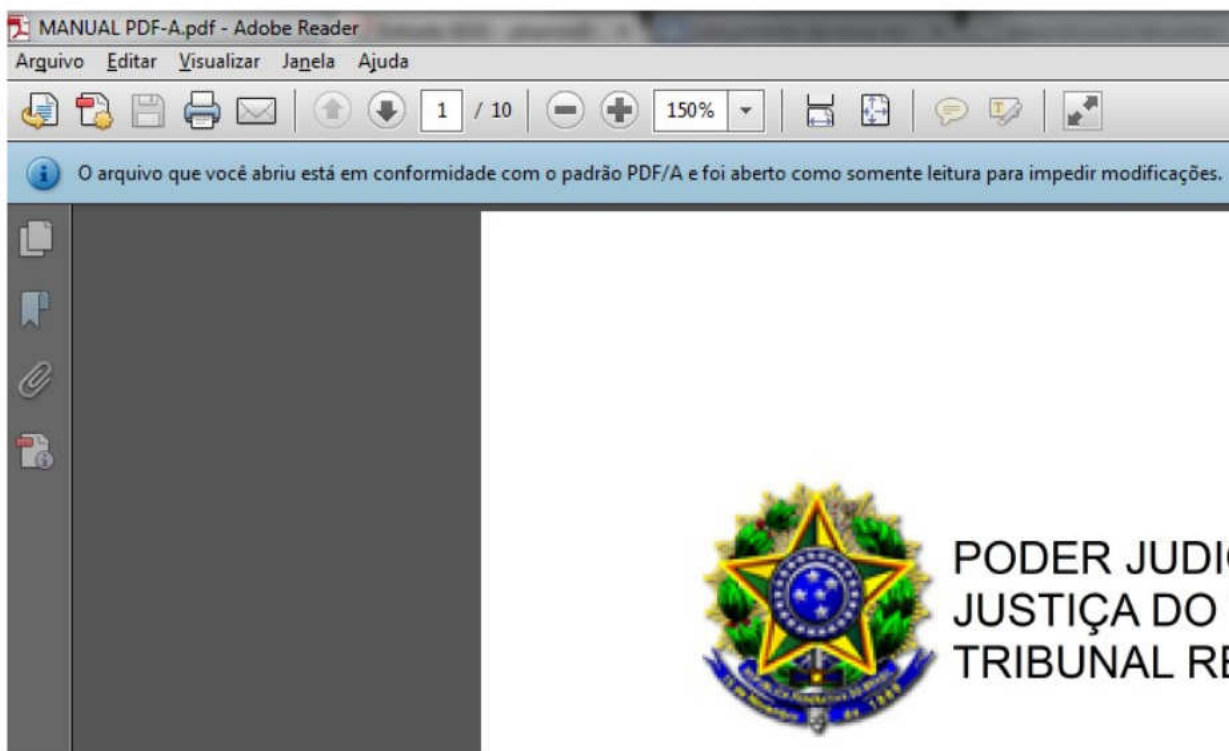 MANUAL PDF-A.pdf - Adobe Reader
Arquivo Editar Visualizar Janela Ajuda
1 / 10 150%
O arquivo que você abriu está em conformidade com o padrão PDF/A e foi aberto como somente leitura para impedir modificações.
PODER JUDI
JUSTIÇA DO
TRIBUNAL RE